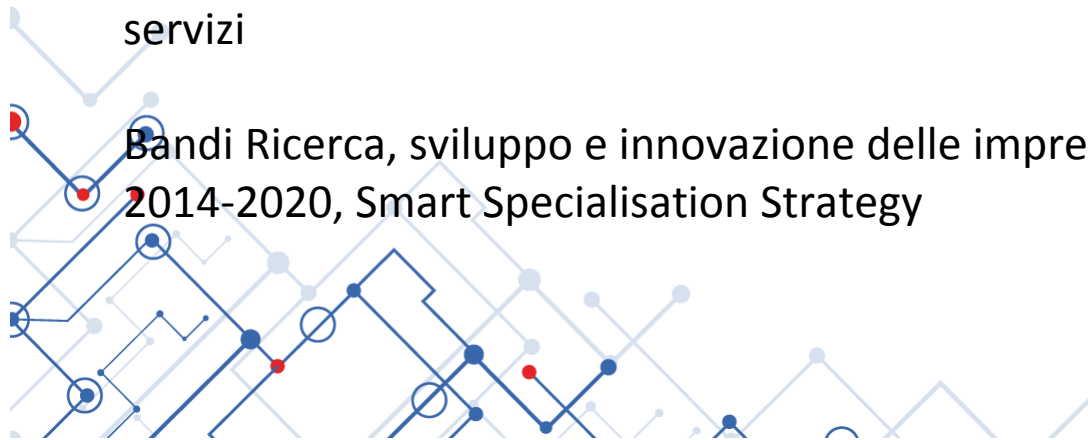 servizi
Bandi Ricerca, sviluppo e innovazione delle impre
2014-2020, Smart Specialisation Strategy